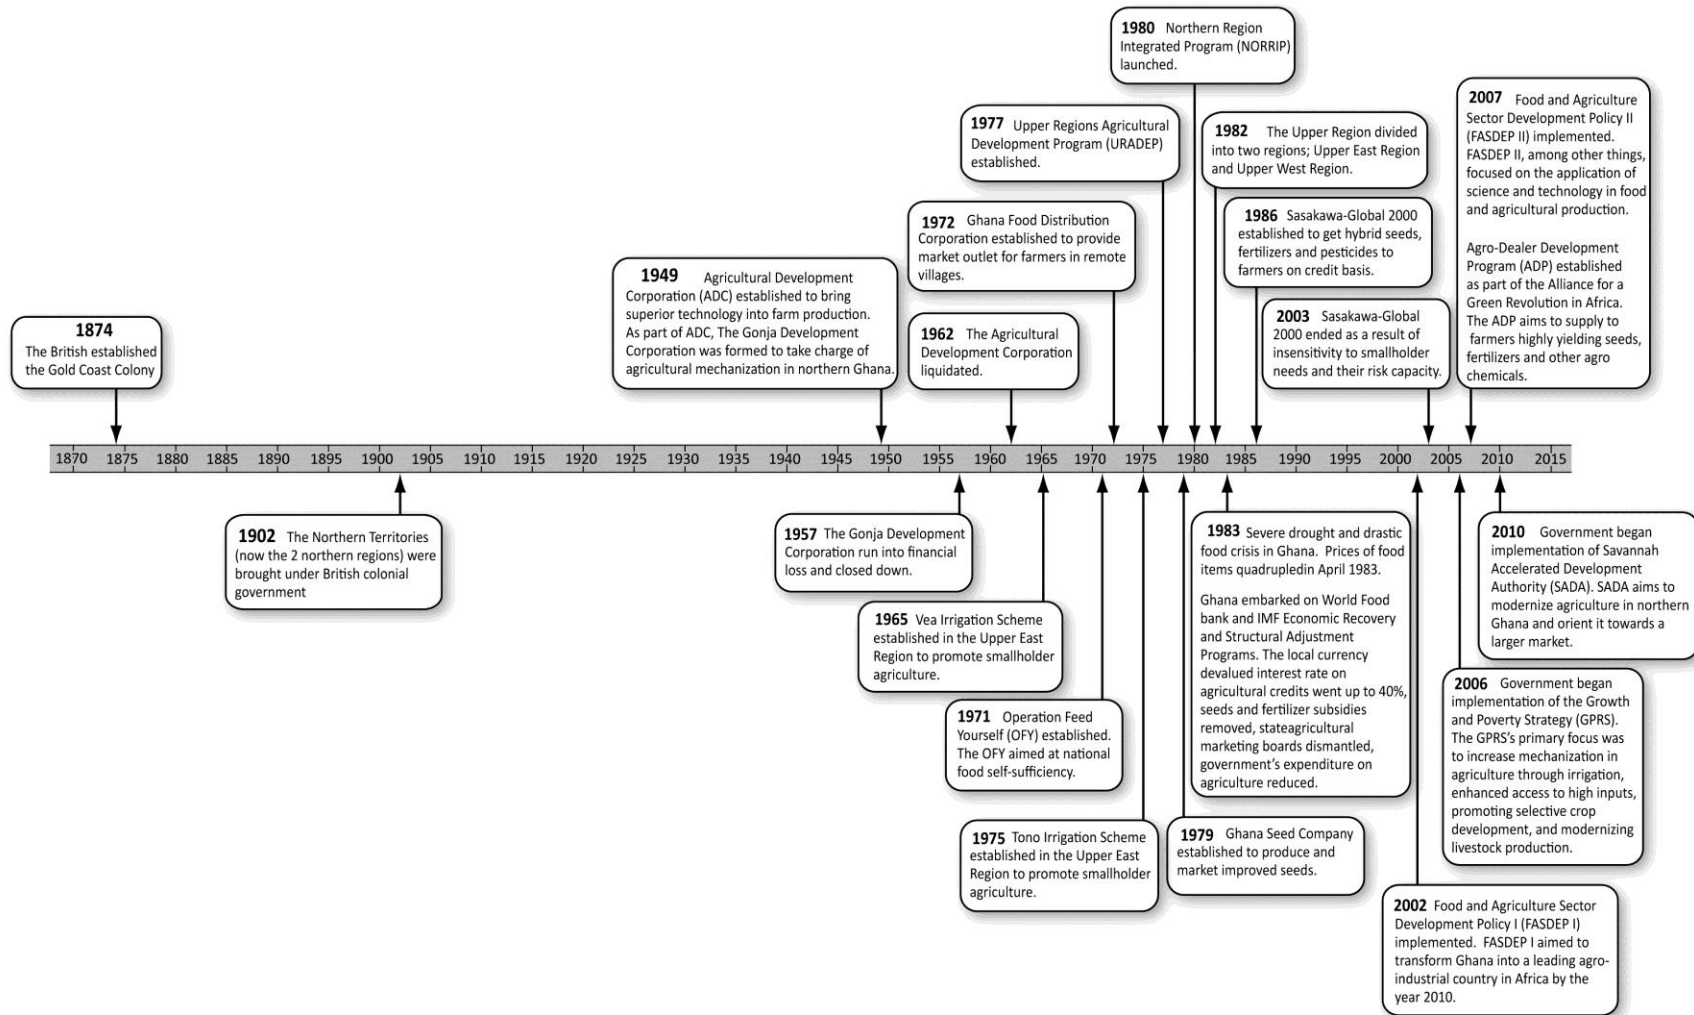 1980 Northern Region
Integrated Program (NORRIP)
launched.
2007 Food and Agriculture
Sector Development Policy II
(FASDEP II) implemented.
FASDEP II, among other things,
focused on the application of
science and technology in food
and agricultural production.
Agro-Dealer Development
Program (ADP) established
as part of the Alliance for a
Green Revolution in Africa.
The ADP aims to supply to
farmers highly yielding seeds,
fertilizers and other agro
chemicals.
1977 Upper Regions Agricultural
Development Program (URADEP)
established.
1982 The Upper Region divided
into two regions; Upper East Region
and Upper West Region.
1972 Ghana Food Distribution
Corporation established to provide
market outlet for farmers in remote
villages.
1986 Sasakawa-Global 2000
established to get hybrid seeds,
fertilizers and pesticides to
farmers on credit basis.
1949 Agricultural Development
Corporation (ADC) established to bring
superior technology into farm production.
As part of ADC, The Gonja Development
Corporation was formed to take charge of
agricultural mechanization in northern Ghana.
1962 The Agricultural
Development Corporation
liquidated.
2003 Sasakawa-Global
2000 ended as a result of
insensitivity to smallholder
needs and their risk capacity.
1874
The British established
the Gold Coast Colony
1870 1875 1880 1885 1890 1895 1900 1905 1910 1915 1920 1925 1930 1935 1940 1945 1950 1955 1960 1965 1970 1975 1980 1985 1990 1995 2000 2005 2010 2015
1902 The Northern Territories
(now the 2 northern regions) were
brought under British colonial
government
1957 The Gonja Development
Corporation run into financial
loss and closed down.
1983 Severe drought and drastic
food crisis in Ghana. Prices of food
items quadrupledin April 1983.
Ghana embarked on World Food
bank and IMF Economic Recovery
and Structural Adjustment
Programs. The local currency
devalued interest rate on
agricultural credits went up to 40%,
seeds and fertilizer subsidies
removed, stateagricultural
marketing boards dismantled,
government's expenditure on
agriculture reduced.
2010 Government began
implementation of Savannah
Accelerated Development
Authority (SADA). SADA aims to
modernize agriculture in northern
Ghana and orient it towards a
larger market.
1965 Vea Irrigation Scheme
established in the Upper East
Region to promote smallholder
agriculture.
2006 Government began
implementation of the Growth
and Poverty Strategy (GPRS).
The GPRS's primary focus was
to increase mechanization in
agriculture through irrigation,
enhanced access to high inputs,
promoting selective crop
development, and modernizing
livestock production.
1971 Operation Feed
Yourself (OFY) established.
The OFY aimed at national
food self-sufficiency.
1975 Tono Irrigation Scheme
established in the Upper East
Region to promote smallholder
agriculture.
1979 Ghana Seed Company
established to produce and
market improved seeds.
2002 Food and Agriculture Sector
Development Policy I (FASDEP I)
implemented. FASDEP I aimed to
transform Ghana into a leading agro-
industrial country in Africa by the
year 2010.